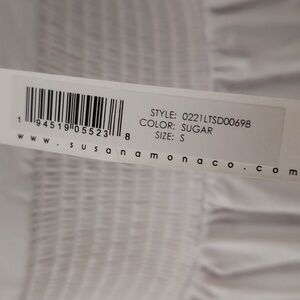 STYLE: 0221LTSD00698
COLOR: SUGAR
SIZE: S
1 94519 05523 8
www.susanamonaco.com